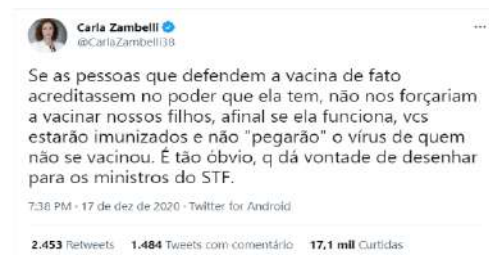 Carla Zambelli
@CarlaZambelli38
Se as pessoas que defendem a vacina de fato
acreditassem no poder que ela tem, não nos forçariam
a vacinar nossos filhos, afinal se ela funciona, vcs
estarão imunizados e não "pegarão" o vírus de quem
não se vacinou. É tão óbvio, q dá vontade de desenhar
para os ministros do STF.
7:38 PM · 17 de dez de 2020 · Twitter for Android
2.453 Retweets 1.484 Tweets com comentário 17,1 mil Curtidas